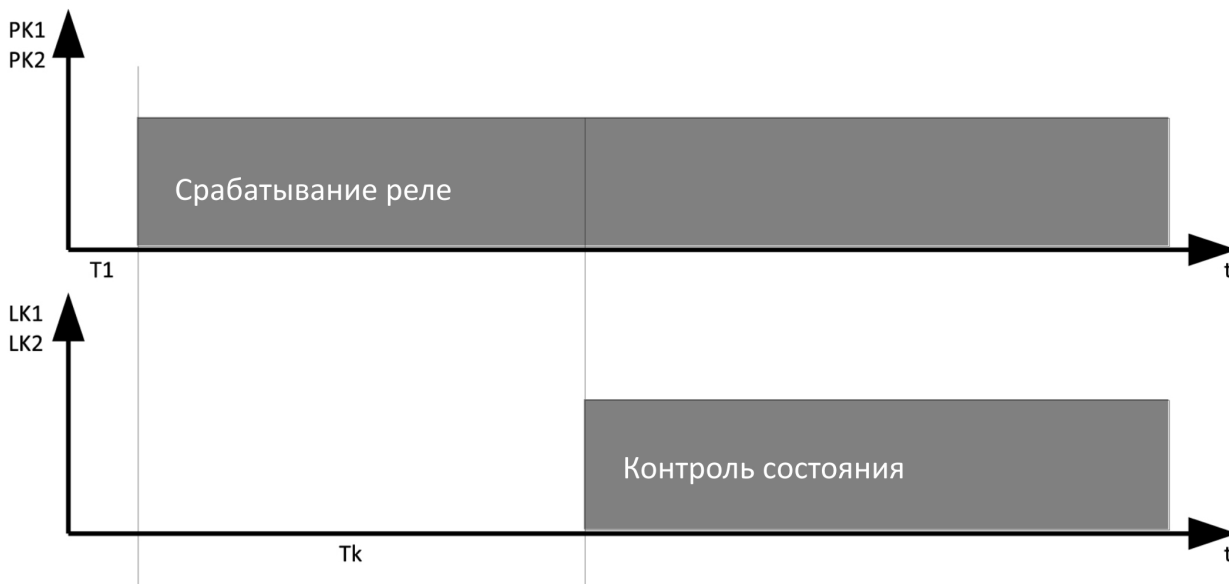 PK1
PK2
Срабатывание реле
T1
t
LK1
LK2
Контроль состояния
Tk
t